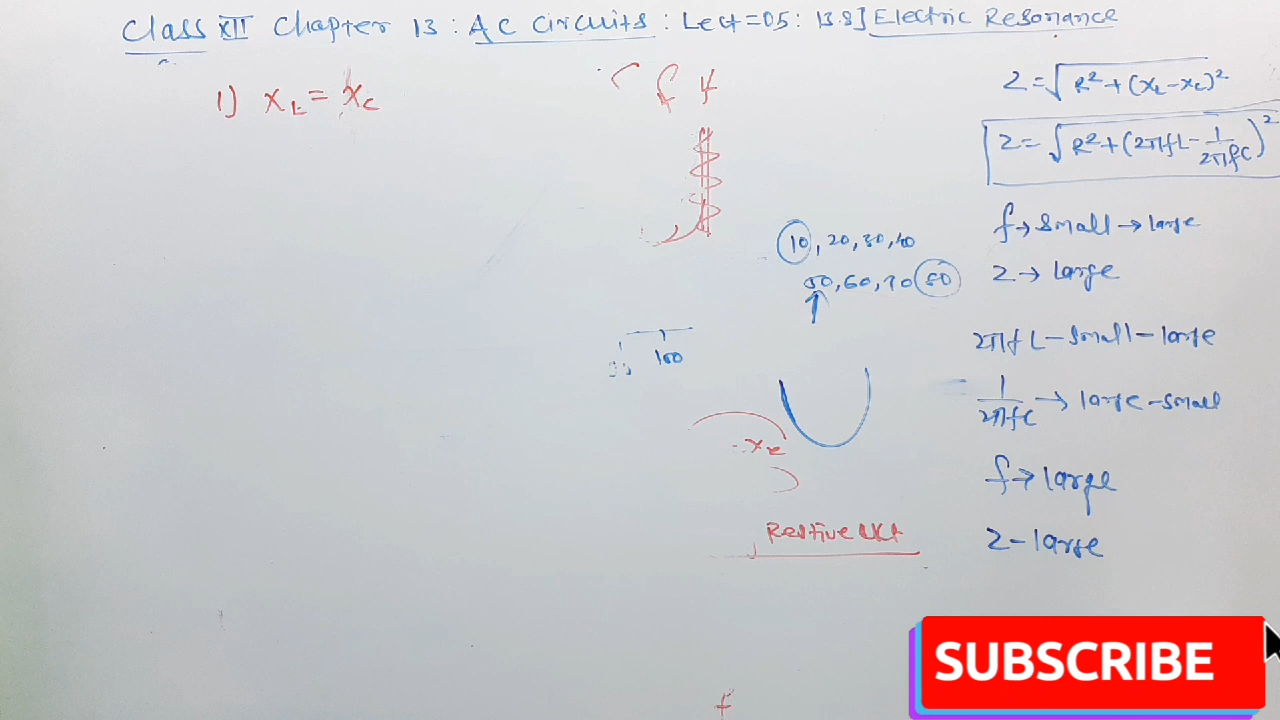 Class XII Chapter 13 : AC Circuits : Lect=05 : 13.8] Electric Resonance
1) XL = XC
Z = √R² + (XL - XC)²
Z = √R² + (2πfL - 1/2πfC)²
f → small → large
Z → large
10, 20, 30, 40
50, 60, 70 80
2πfL - small - large
100
1/2πfC → large - small
XL
f → large
Z - large
f
SUBSCRIBE